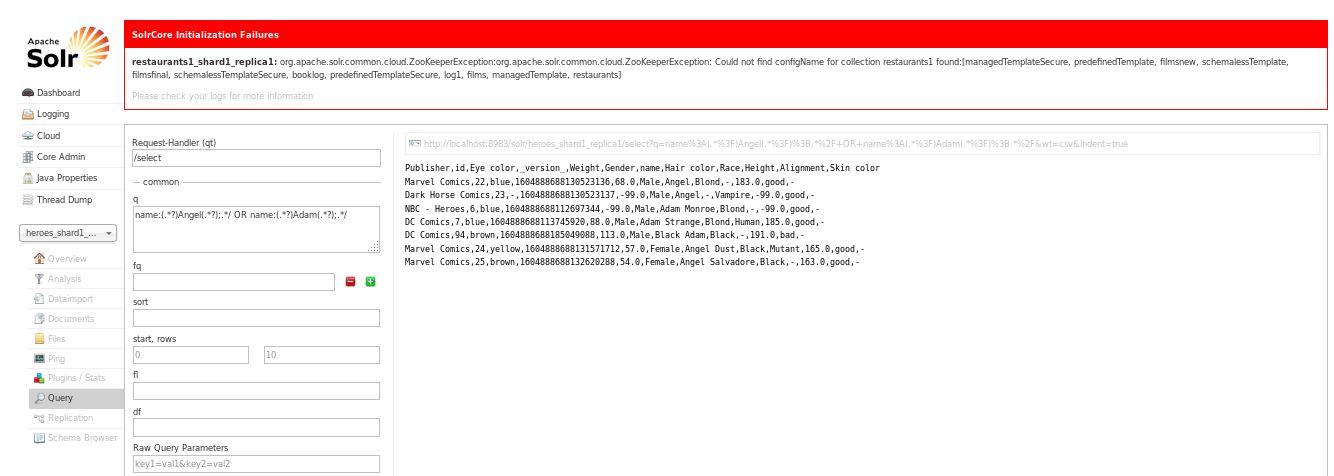 SolrCore Initialization Failures
restaurants1_shard1_replica1: org.apache.solr.common.cloud.ZooKeeperException:org.apache.solr.common.cloud.ZooKeeperException: Could not find configName for collection restaurants1 found:[managedTemplateSecure, predefinedTemplate, filmsnew, schemalessTemplate,
filmsfinal, schemalessTemplateSecure, booklog, predefinedTemplateSecure, log1, films, managedTemplate, restaurants]
Please check your logs for more information
Apache
Solr
Dashboard
Logging
Cloud
Core Admin
Java Properties
Thread Dump
heroes_shard1_...
Overview
Analysis
Dataimport
Documents
Files
Ping
Plugins / Stats
Query
Replication
Schema Browser
Request-Handler (qt)
/select
common
q
name:(.*?)Angel(.*?);.*/ OR name:(.*?)Adam(.*?);.*/
fq
sort
start, rows
0
10
fl
df
Raw Query Parameters
key1=val1&key2=val2
http://localhost:8983/solr/heroes_shard1_replica1/select?q=name%3A(.*%3F)Angel(.*%3F)%3B.*%2F+OR+name%3A(.*%3F)Adam(.*%3F)%3B.*%2F&wt=csv&indent=true
Publisher,id,Eye color,_version_,Weight,Gender,name,Hair color,Race,Height,Alignment,Skin color
Marvel Comics,22,blue,1604888688130523136,68.0,Male,Angel,Blond,-,183.0,good,-
Dark Horse Comics,23,-,1604888688130523137,-99.0,Male,Angel,-,Vampire,-99.0,good,-
NBC - Heroes,6,blue,1604888688112697344,-99.0,Male,Adam Monroe,Blond,-,-99.0,good,-
DC Comics,7,blue,1604888688113745920,88.0,Male,Adam Strange,Blond,Human,185.0,good,-
DC Comics,94,brown,1604888688185049088,113.0,Male,Black Adam,Black,-,191.0,bad,-
Marvel Comics,24,yellow,1604888688131571712,57.0,Female,Angel Dust,Black,Mutant,165.0,good,-
Marvel Comics,25,brown,1604888688132620288,54.0,Female,Angel Salvadore,Black,-,163.0,good,-